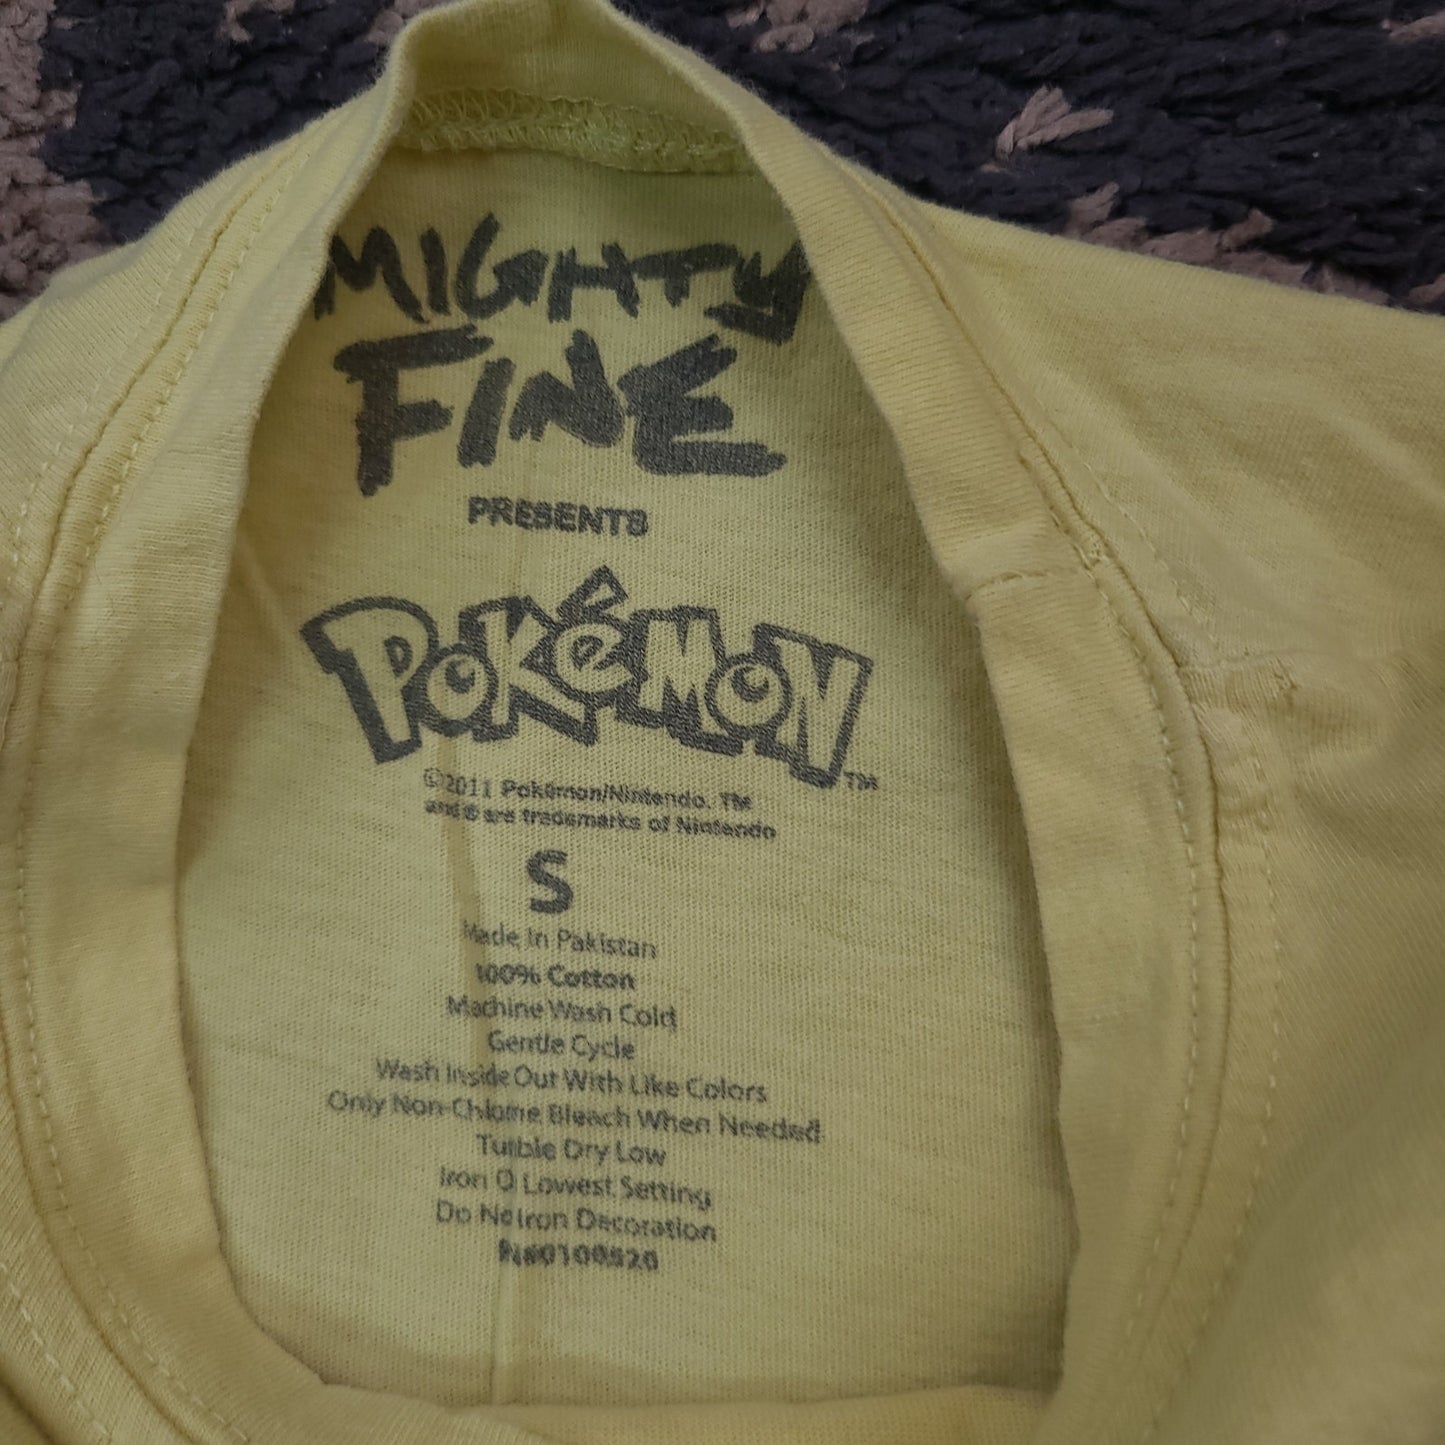 MIGHTY
FINE
PRESENTS
POKéMON™
©2011 Pokémon/Nintendo. TM
and ® are trademarks of Nintendo
S
Made in Pakistan
100% Cotton
Machine Wash Cold
Gentle Cycle
Wash Inside Out With Like Colors
Only Non-Chlorine Bleach When Needed
Tumble Dry Low
Iron O Lowest Setting
Do Not Iron Decoration